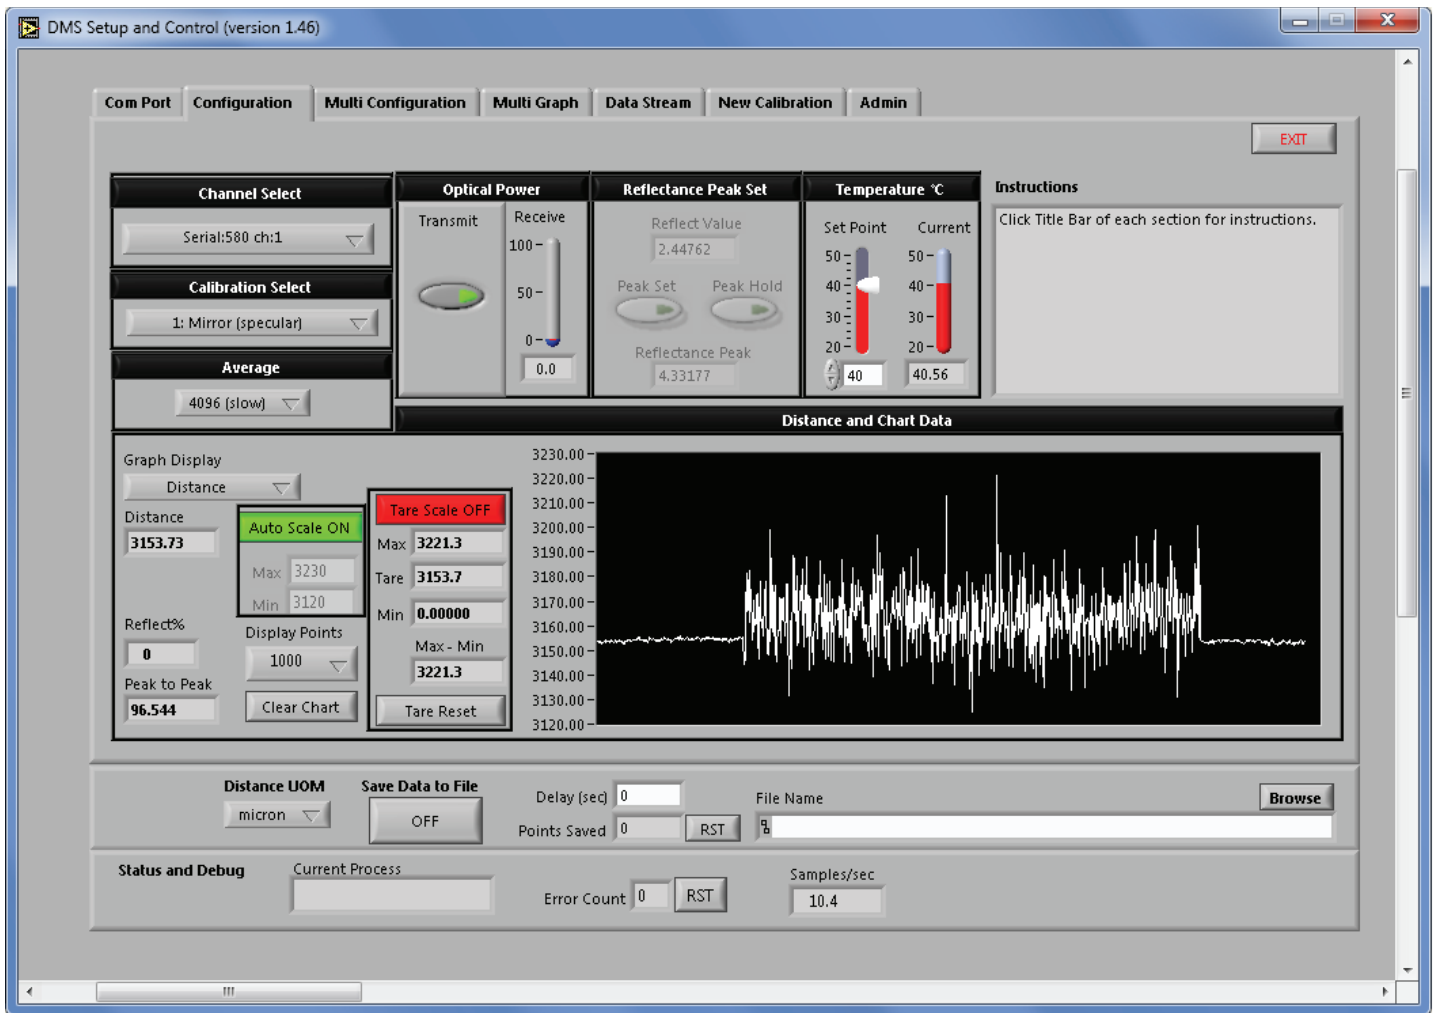 DMS Setup and Control (version 1.46)
Com Port
Configuration
Multi Configuration
Multi Graph
Data Stream
New Calibration
Admin
EXIT
Channel Select
Serial:580 ch:1
Calibration Select
1: Mirror (specular)
Average
4096 (slow)
Optical Power
Transmit
Receive
100
50
0
0.0
Reflectance Peak Set
Reflect Value
2.44762
Peak Set
Peak Hold
Reflectance Peak
4.33177
Temperature °C
Set Point
Current
50
40
30
20
40
50
40
30
20
40.56
Instructions
Click Title Bar of each section for instructions.
Distance and Chart Data
Graph Display
Distance
Distance
3153.73
Auto Scale ON
Max 3230
Min 3120
Reflect%
0
Display Points
1000
Peak to Peak
96.544
Clear Chart
Tare Scale OFF
Max 3221.3
Tare 3153.7
Min 0.00000
Max - Min
3221.3
Tare Reset
3230.00
3220.00
3210.00
3200.00
3190.00
3180.00
3170.00
3160.00
3150.00
3140.00
3130.00
3120.00
Distance UOM
micron
Save Data to File
OFF
Delay (sec) 0
Points Saved 0 RST
File Name
Browse
Status and Debug
Current Process
Error Count 0 RST
Samples/sec
10.4